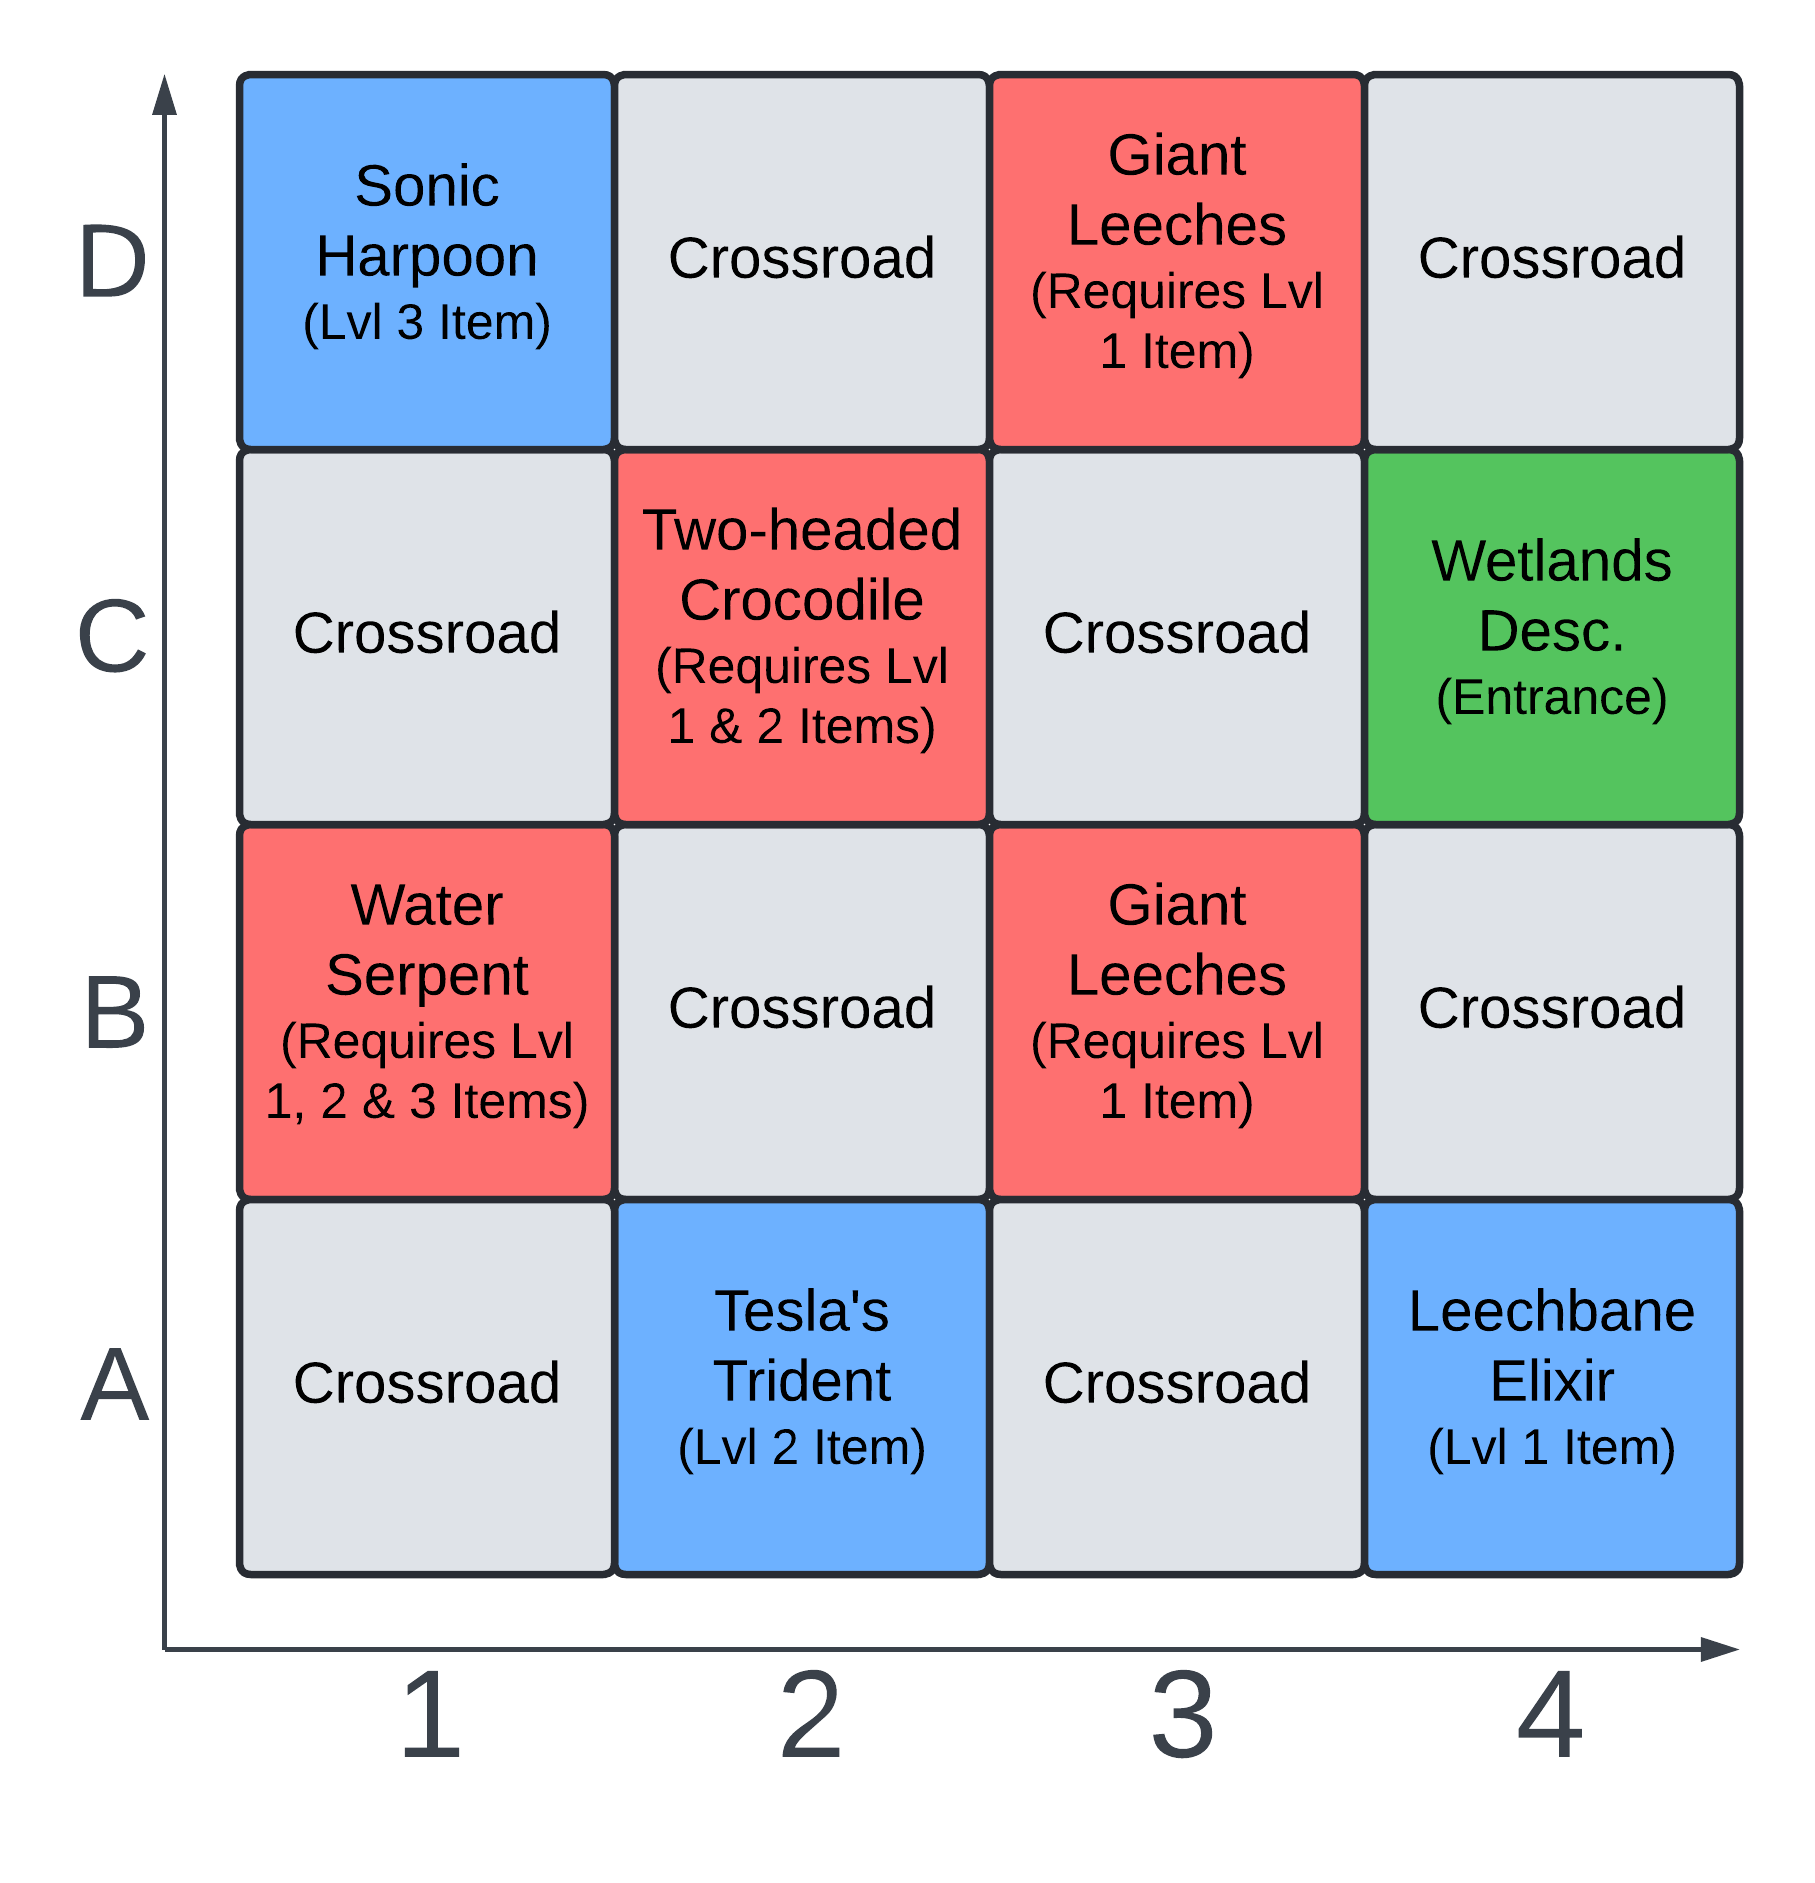 D
Sonic
Harpoon
(Lvl 3 Item)
Crossroad
Giant
Leeches
(Requires Lvl
1 Item)
Crossroad
C
Crossroad
Two-headed
Crocodile
(Requires Lvl
1 & 2 Items)
Crossroad
Wetlands
Desc.
(Entrance)
B
Water
Serpent
(Requires Lvl
1, 2 & 3 Items)
Crossroad
Giant
Leeches
(Requires Lvl
1 Item)
Crossroad
A
Crossroad
Tesla's
Trident
(Lvl 2 Item)
Crossroad
Leechbane
Elixir
(Lvl 1 Item)
1 2 3 4